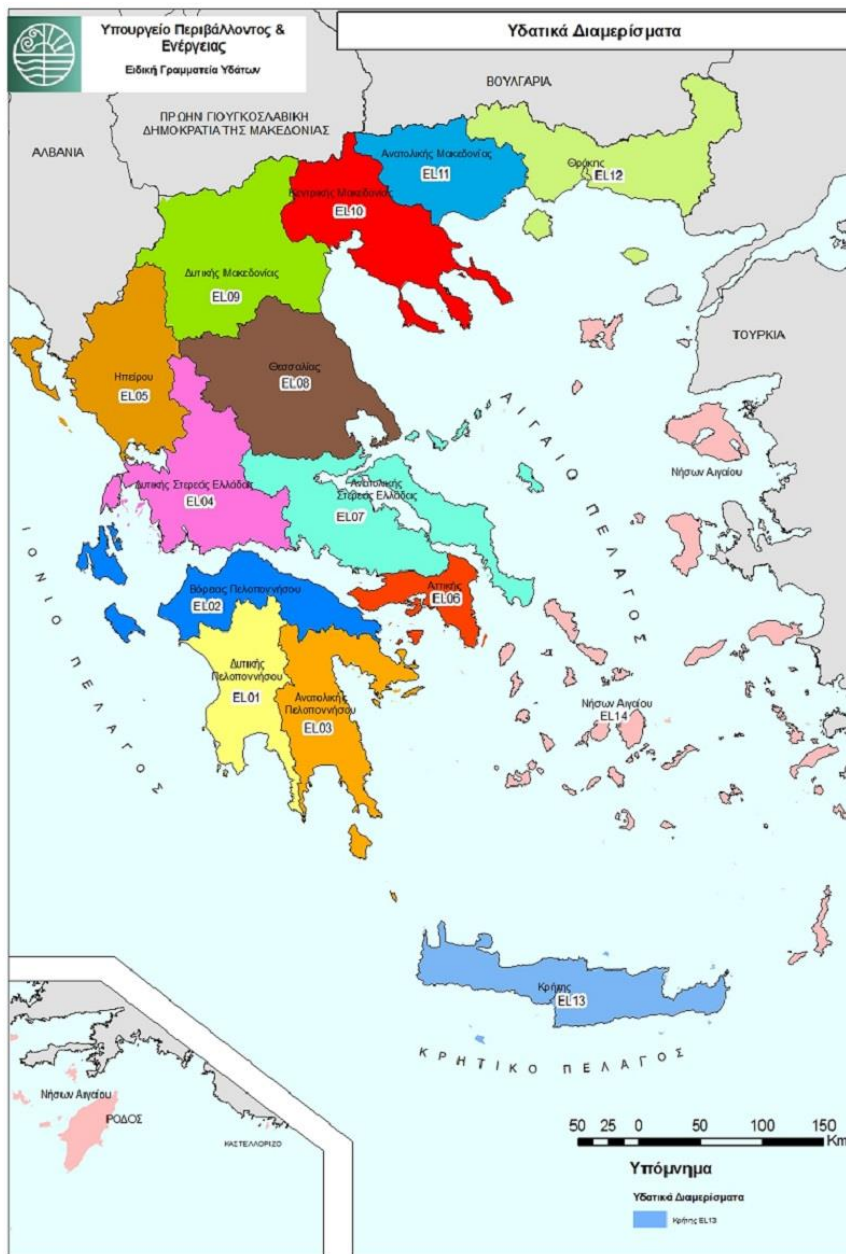 Υπουργείο Περιβάλλοντος &
Ενέργειας
Ειδική Γραμματεία Υδάτων
Υδατικά Διαμερίσματα
ΒΟΥΛΓΑΡΙΑ
ΠΡΩΗΝ ΓΙΟΥΓΚΟΣΛΑΒΙΚΗ
ΔΗΜΟΚΡΑΤΙΑ ΤΗΣ ΜΑΚΕΔΟΝΙΑΣ
ΑΛΒΑΝΙΑ
Ανατολικής Μακεδονίας
EL11
Θράκης
EL12
Κεντρικής Μακεδονίας
EL10
Δυτικής Μακεδονίας
EL09
ΤΟΥΡΚΙΑ
Θεσσαλίας
EL08
Ηπείρου
EL05
ΑΙΓΑΙΟ ΠΕΛΑΓΟΣ
Νήσων Αιγαίου
Δυτικής Στερεάς Ελλάδας
EL04
Ανατολικής
Στερεάς Ελλάδας
EL07
ΙΟΝΙΟ ΠΕΛΑΓΟΣ
Βόρειας Πελοποννήσου
EL02
Αττικής
EL06
Δυτικής
Πελοποννήσου
EL01
Ανατολικής
Πελοποννήσου
EL03
Νήσων Αιγαίου
EL14
Κρήτης
EL13
ΚΡΗΤΙΚΟ ΠΕΛΑΓΟΣ
Νήσων Αιγαίου
ΡΟΔΟΣ
ΚΑΣΤΕΛΛΟΡΙΖΟ
50 25 0 50 100 150
Km
Υπόμνημα
Υδατικά Διαμερίσματα
Κρήτης EL13